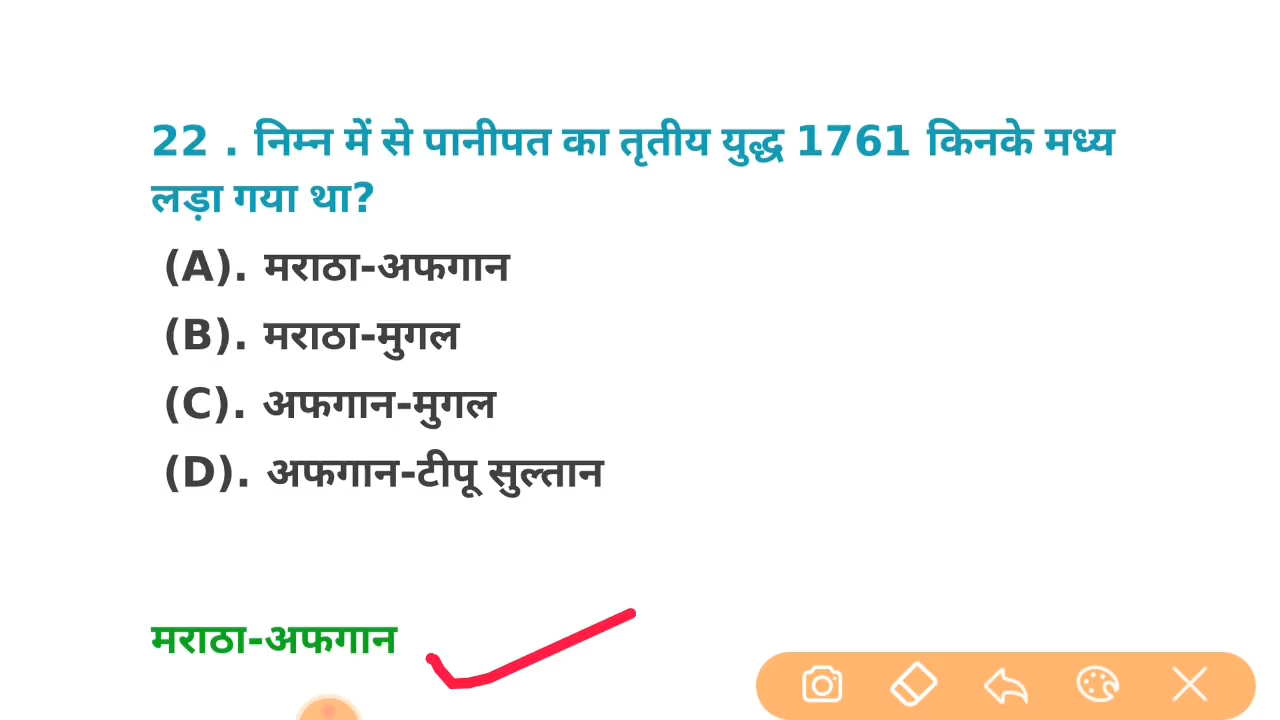 22 . निम्न में से पानीपत का तृतीय युद्ध 1761 किनके मध्य
लड़ा गया था?
(A). मराठा-अफगान
(B). मराठा-मुगल
(C). अफगान-मुगल
(D). अफगान-टीपू सुल्तान
मराठा-अफगान